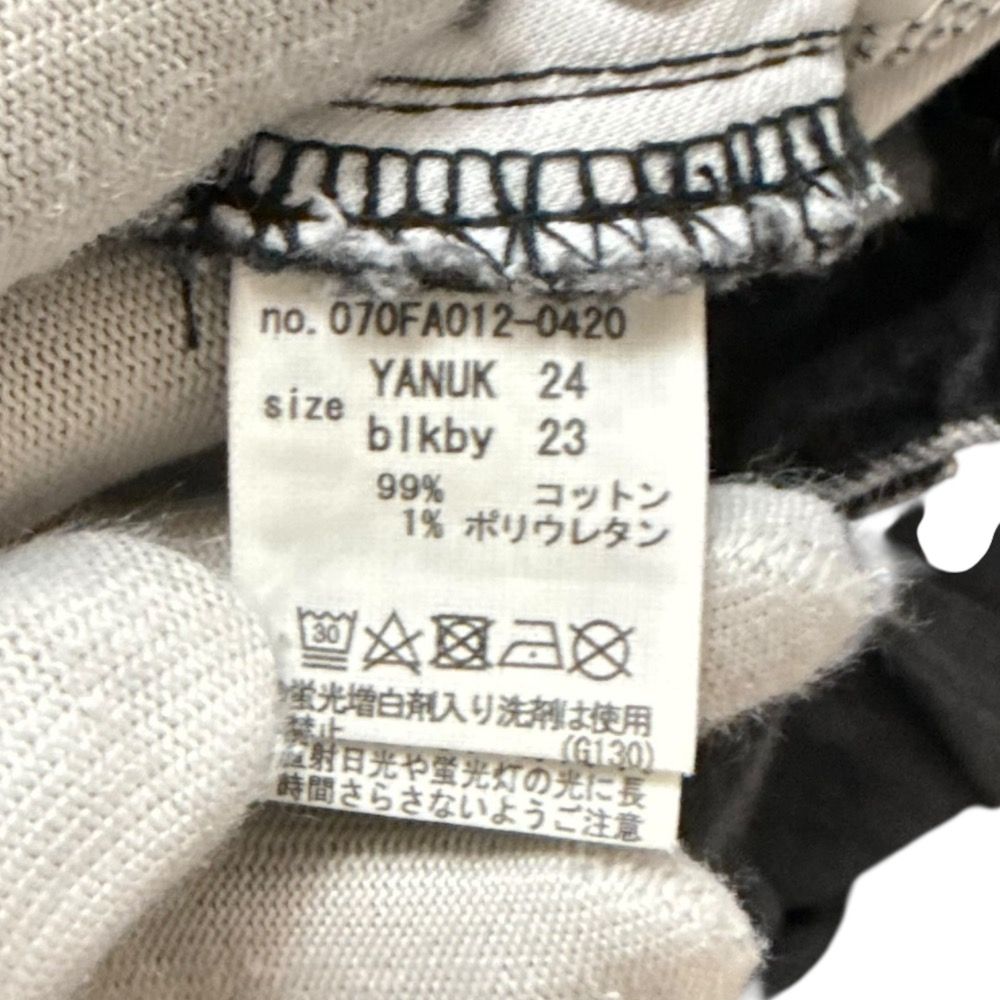 no. 070FA012-0420
size YANUK 24
blkby 23
99% コットン
1% ポリウレタン
30
蛍光増白剤入り洗剤は使用
禁止 (G130)
直射日光や蛍光灯の光に長
時間さらさないようご注意